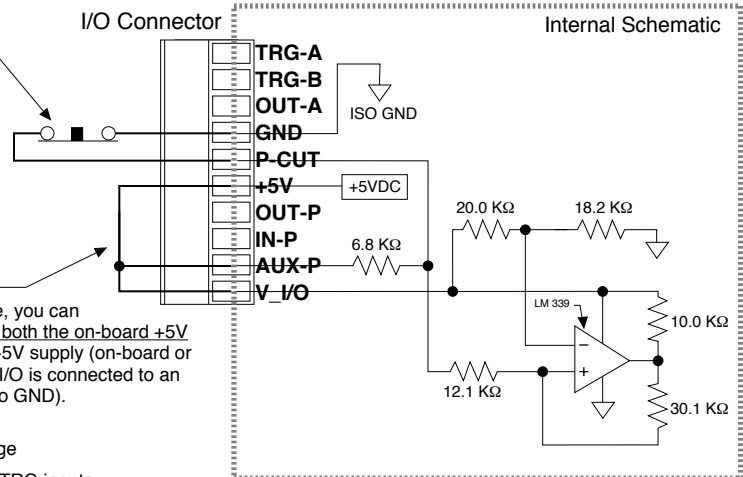 I/O Connector
Internal Schematic
TRG-A
TRG-B
OUT-A
ISO GND
GND
P-CUT
+5V
+5VDC
OUT-P
20.0 KΩ
18.2 KΩ
IN-P
6.8 KΩ
AUX-P
V_I/O
LM 339
e, you can
both the on-board +5V
5V supply (on-board or
I/O is connected to an
o GND).
10.0 KΩ
12.1 KΩ
30.1 KΩ
ge
TRG inputs